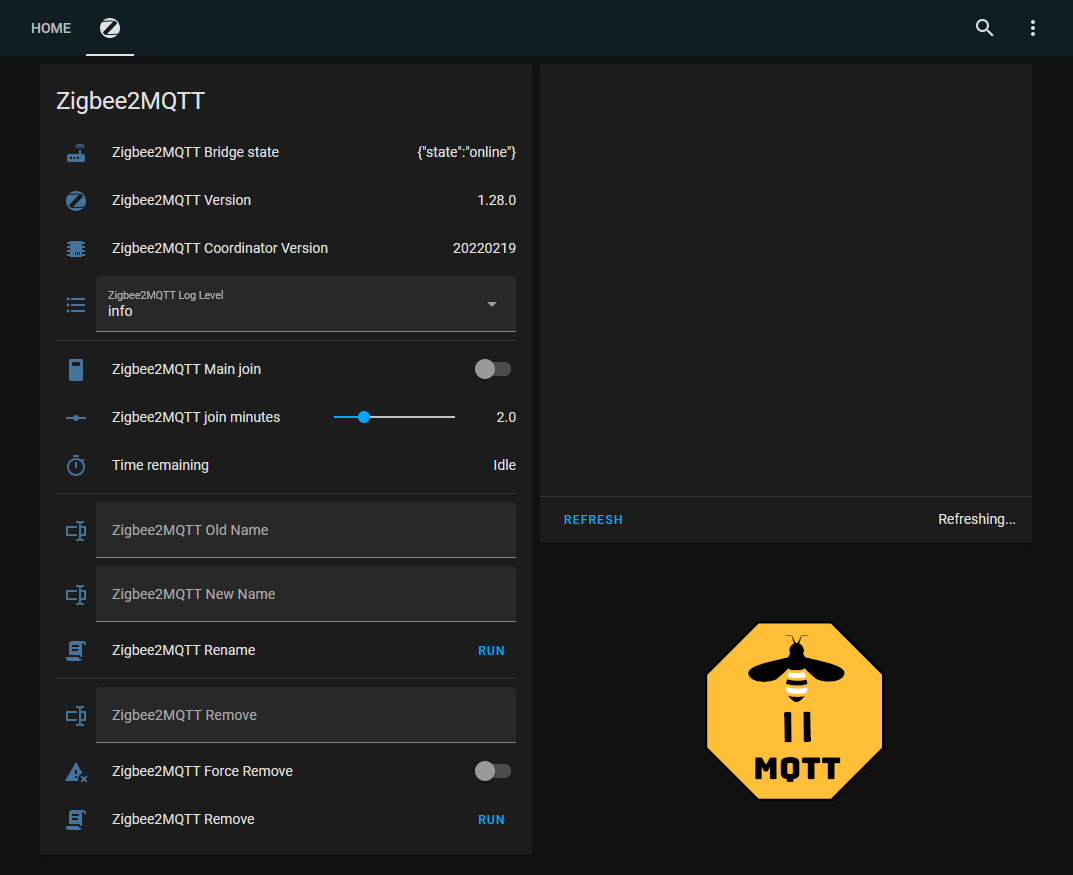 HOME
Zigbee2MQTT
Zigbee2MQTT Bridge state {"state":"online"}
Zigbee2MQTT Version 1.28.0
Zigbee2MQTT Coordinator Version 20220219
Zigbee2MQTT Log Level
info
Zigbee2MQTT Main join
Zigbee2MQTT join minutes 2.0
Time remaining Idle
Zigbee2MQTT Old Name
Zigbee2MQTT New Name
Zigbee2MQTT Rename RUN
Zigbee2MQTT Remove
Zigbee2MQTT Force Remove
Zigbee2MQTT Remove RUN
REFRESH Refreshing...
MQTT